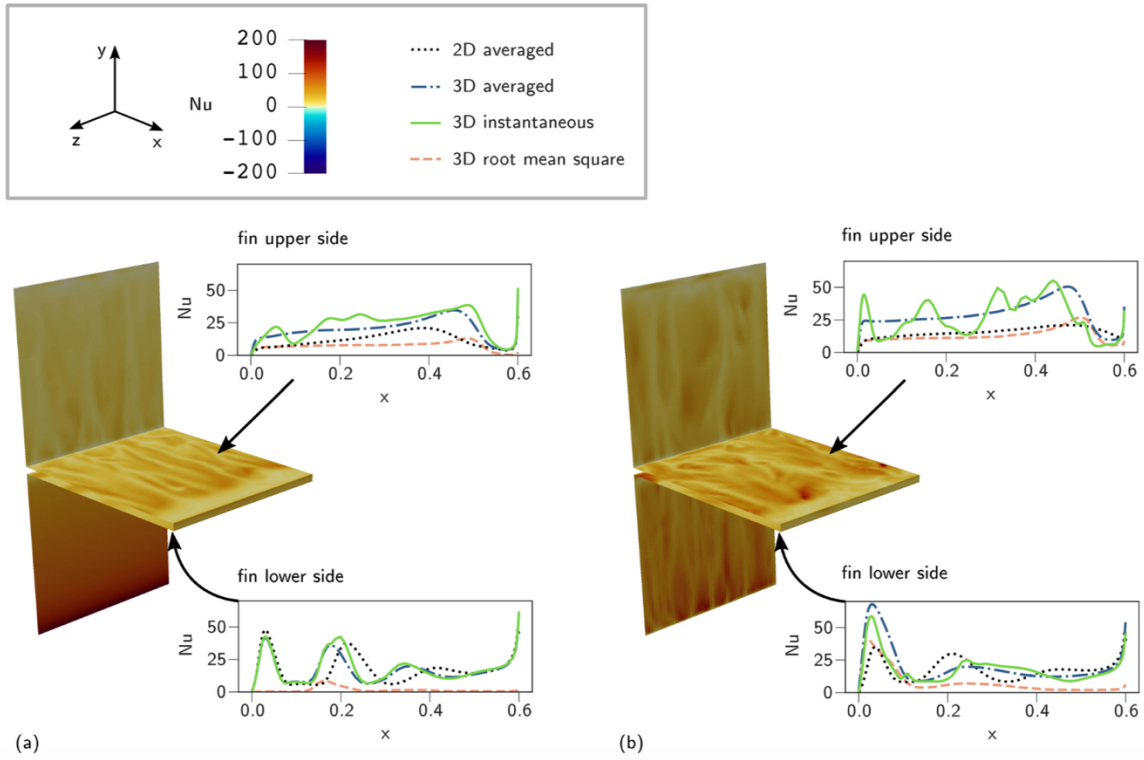 y
z
x
Nu
200
100
0
−100
−200
2D averaged
3D averaged
3D instantaneous
3D root mean square
fin upper side
Nu
50
25
0
0.0 0.2 0.4 0.6
x
fin lower side
Nu
50
25
0
0.0 0.2 0.4 0.6
x
(a)
fin upper side
Nu
50
25
0
0.0 0.2 0.4 0.6
x
fin lower side
Nu
50
25
0
0.0 0.2 0.4 0.6
x
(b)